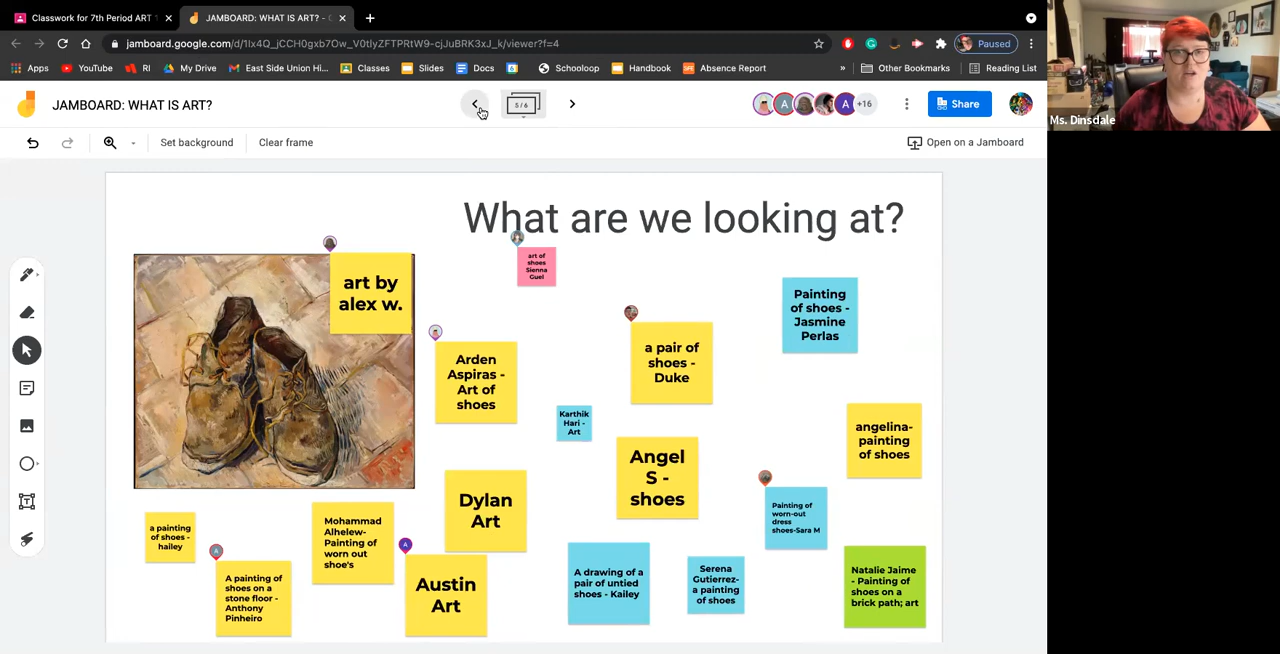 Classwork for 7th Period ART
JAMBOARD: WHAT IS ART? -
jamboard.google.com
Paused
Apps
YouTube
RI
My Drive
East Side Union Hi...
Classes
Slides
Docs
Schooloop
Handbook
Absence Report
»
Other Bookmarks
Reading List
JAMBOARD: WHAT IS ART?
5/6
A
A
+16
Share
Set background
Clear frame
Open on a Jamboard
Ms. Dinsdale
What are we looking at?
art by
alex w.
art of
shoes
Sienna
Guel
Painting
of shoes -
Jasmine
Perlas
Arden
Aspiras -
Art of
shoes
a pair of
shoes -
Duke
Karthik
Hari -
Art
angelina-
painting
of shoes
Angel
S -
shoes
Dylan
Art
Painting of
worn-out
dress
shoes-Sara M
a painting
of shoes -
hailey
Mohammad
Alhelew-
Painting of
worn out
shoe's
A
A
A painting of
shoes on a
stone floor -
Anthony
Pinheiro
Austin
Art
A drawing of a
pair of untied
shoes - Kailey
Serena
Gutierrez-
a painting
of shoes
Natalie Jaime
- Painting of
shoes on a
brick path; art